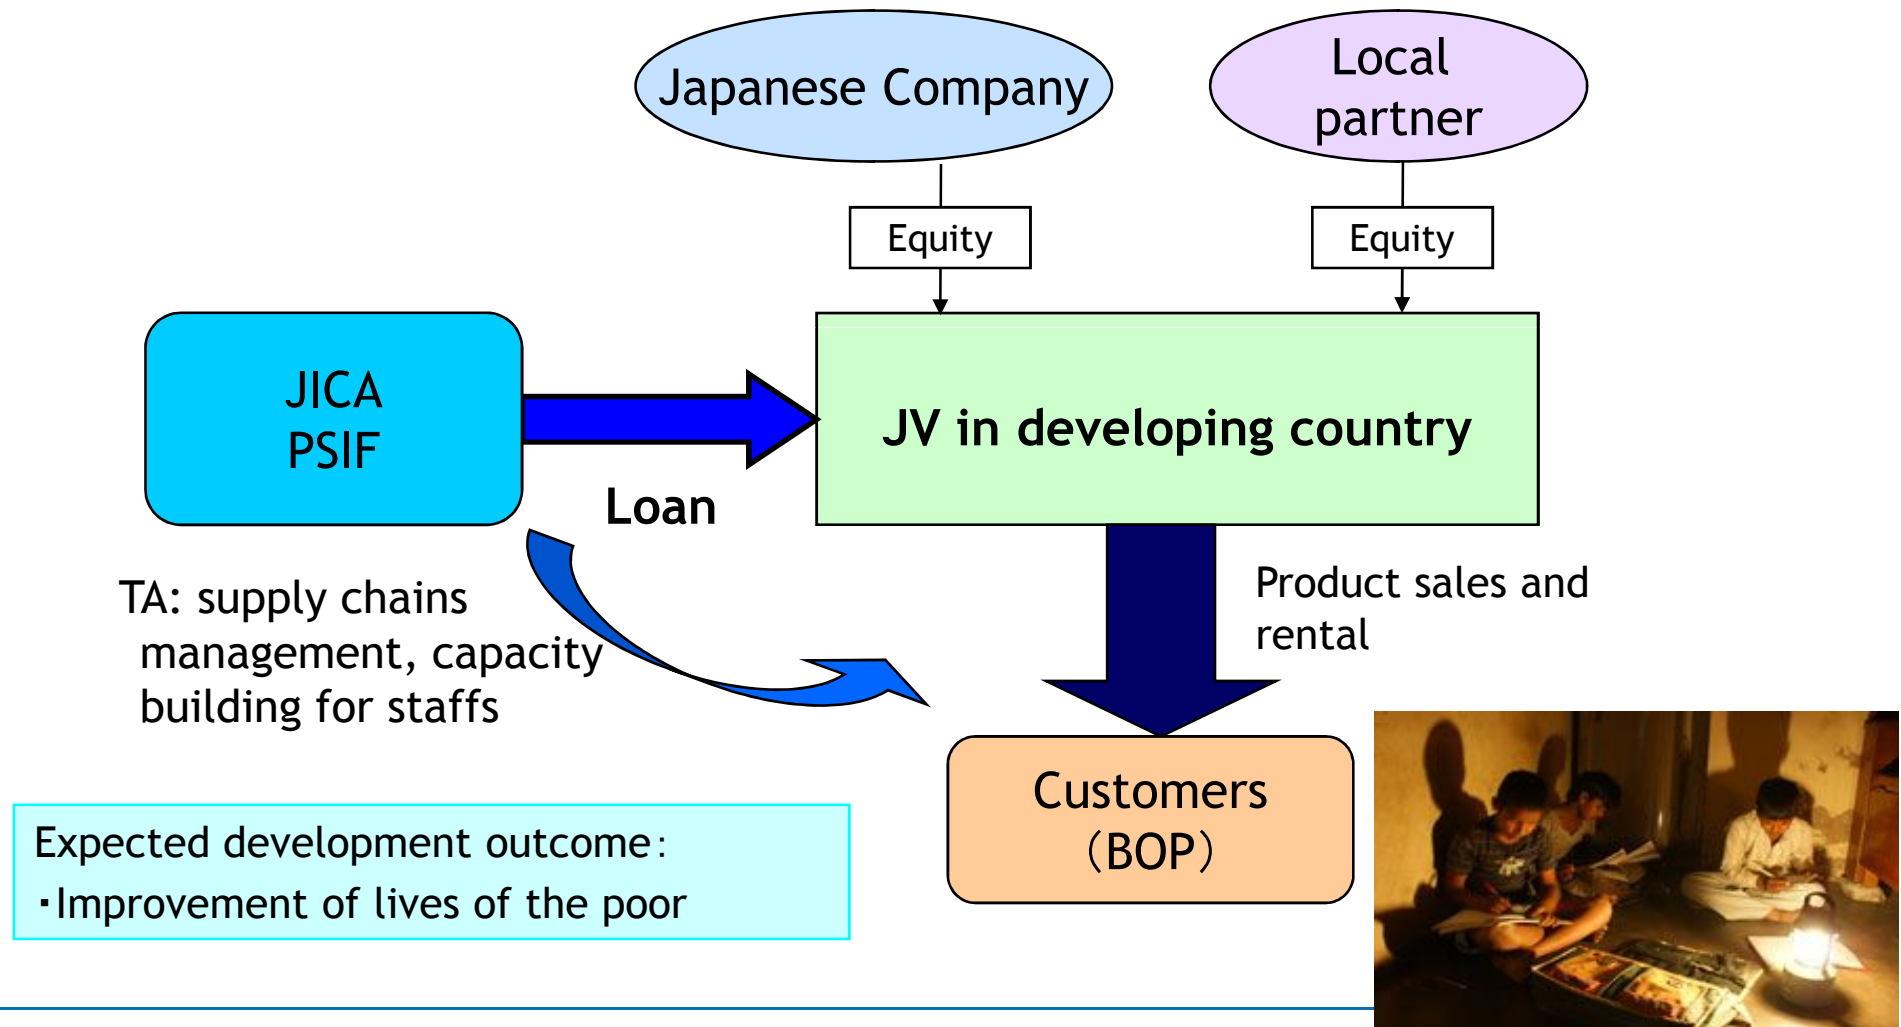 Japanese Company
Local
partner
Equity
Equity
JICA
PSIF
Loan
JV in developing country
TA: supply chains
management, capacity
building for staffs
Product sales and
rental
Customers
（BOP）
Expected development outcome：
・Improvement of lives of the poor